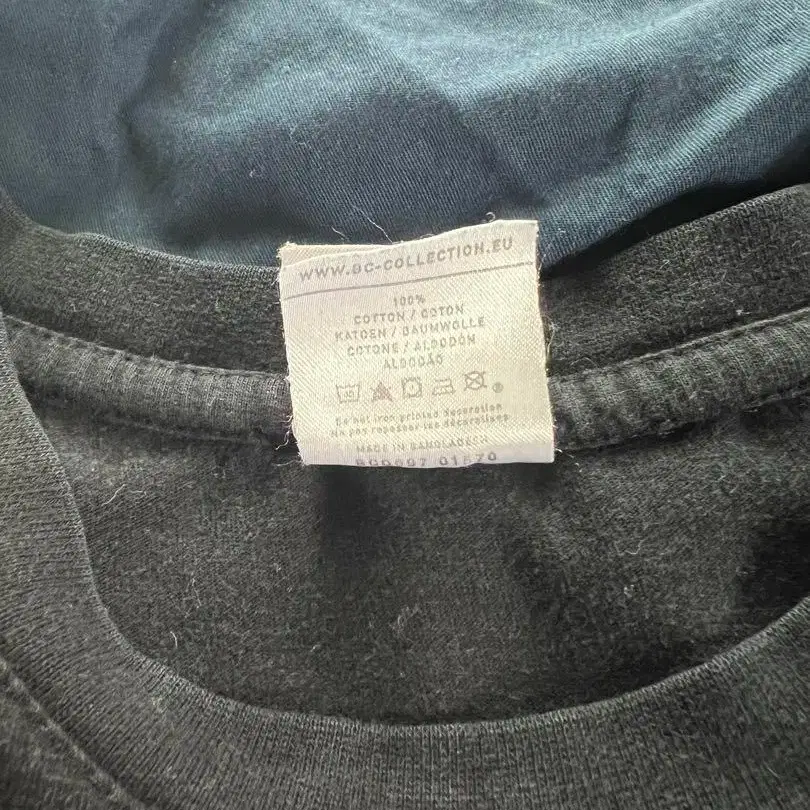 WWW.BC-COLLECTION.EU
100%
COTTON / COTON
KATOEN / BAUMWOLLE
COTONE / ALGODÓN
ALGODÃO
Do not iron printed decoration
Ne pas repasser les décorations
MADE IN BANGLADESH